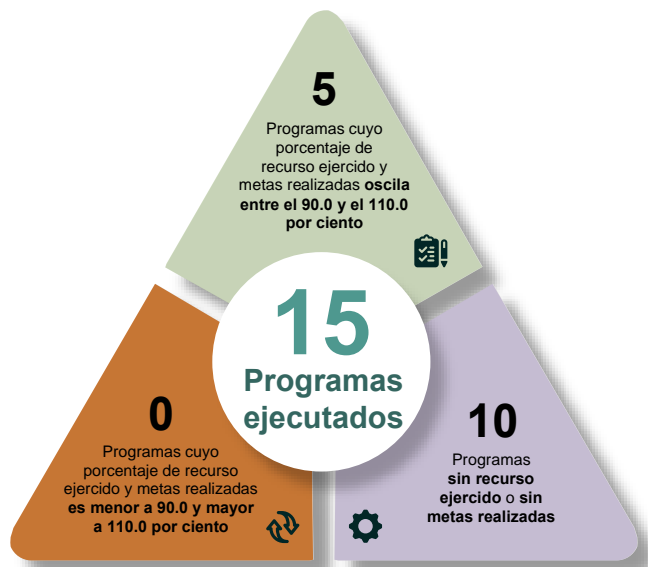 5
Programas cuyo
porcentaje de
recurso ejercido y
metas realizadas oscila
entre el 90.0 y el 110.0
por ciento
15
Programas
ejecutados
0
Programas cuyo
porcentaje de recurso
ejercido y metas realizadas
es menor a 90.0 y mayor
a 110.0 por ciento
10
Programas
sin recurso
ejercido o sin
metas realizadas